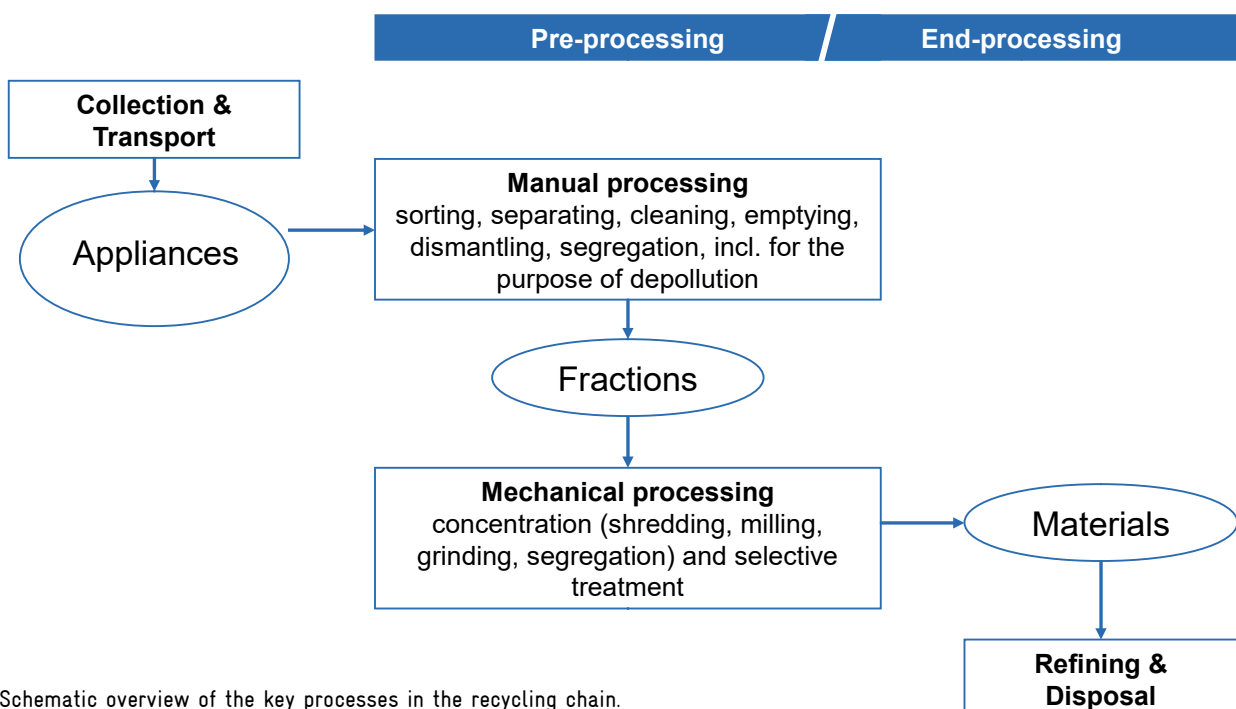 Pre-processing
End-processing
Collection &
Transport
Appliances
Manual processing
sorting, separating, cleaning, emptying,
dismantling, segregation, incl. for the
purpose of depollution
Fractions
Mechanical processing
concentration (shredding, milling,
grinding, segregation) and selective
treatment
Materials
Refining &
Disposal
Schematic overview of the key processes in the recycling chain.